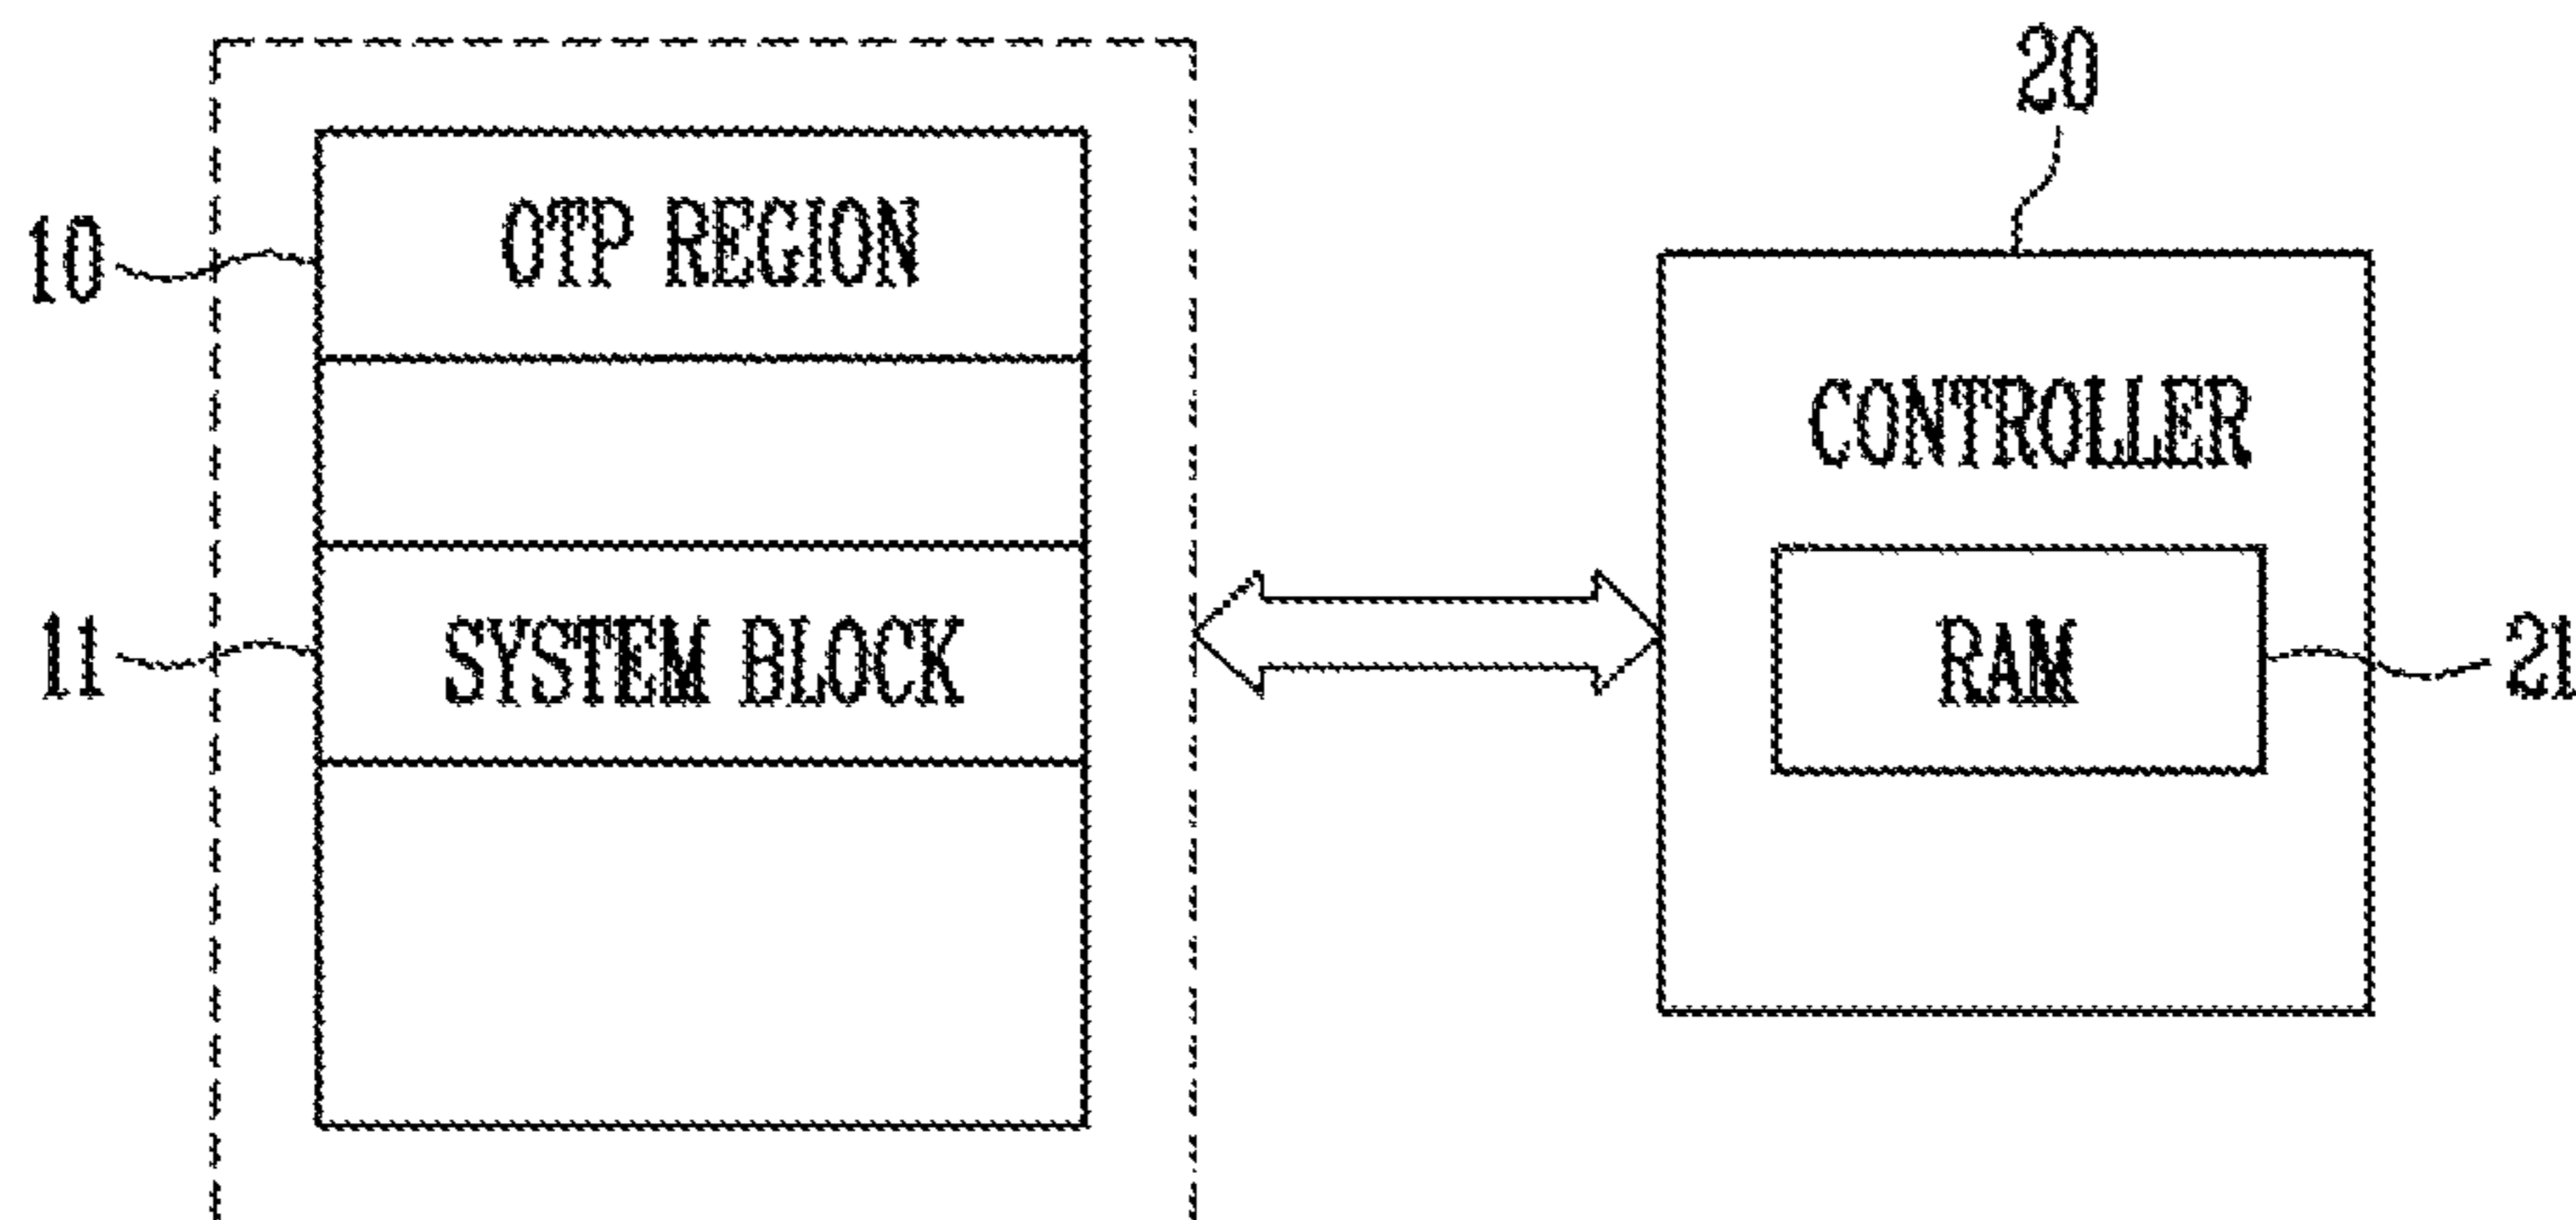 20
10
OTP REGION
CONTROLLER
11
SYSTEM BLOCK
RAM
21